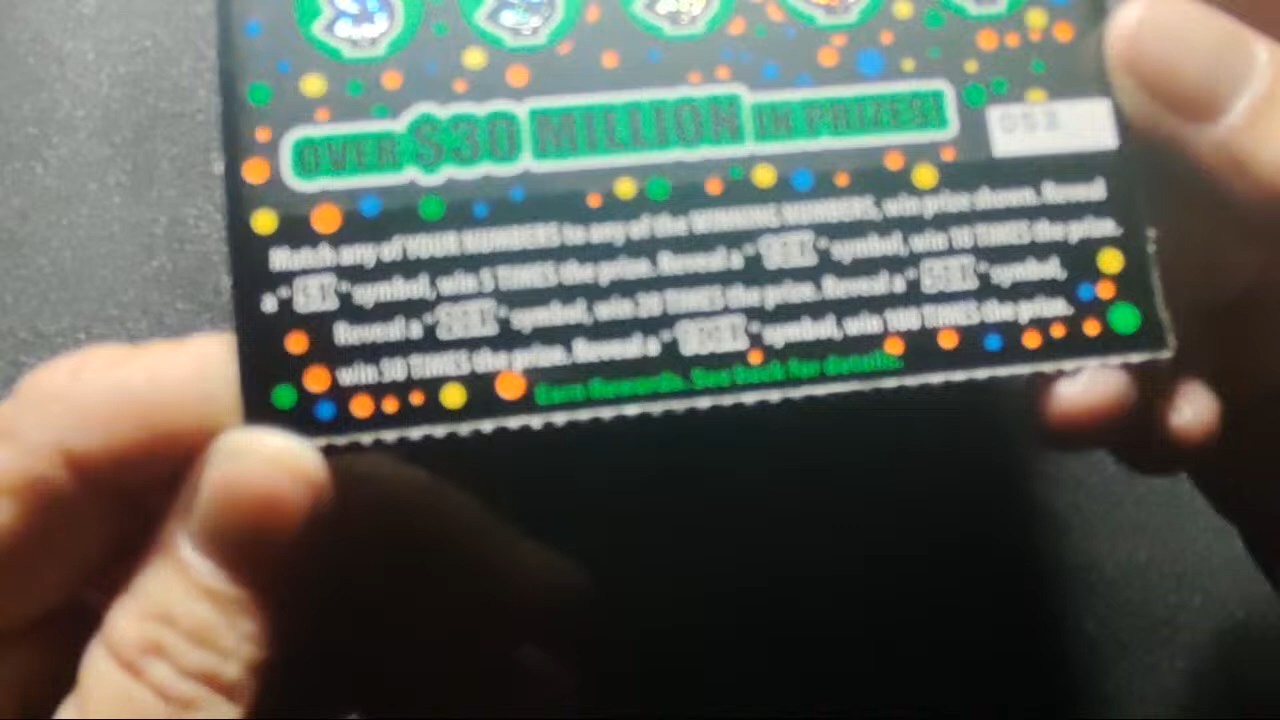 OVER $30 MILLION IN PRIZES!
Match any of YOUR NUMBERS to any of the WINNING NUMBERS, win prize shown. Reveal
a "5X" symbol, win 5 TIMES the prize. Reveal a "10X" symbol, win 10 TIMES the prize.
Reveal a "20X" symbol, win 20 TIMES the prize. Reveal a "50X" symbol,
win 50 TIMES the prize. Reveal a "100X" symbol, win 100 TIMES the prize.
Earn Rewards. See back for details.